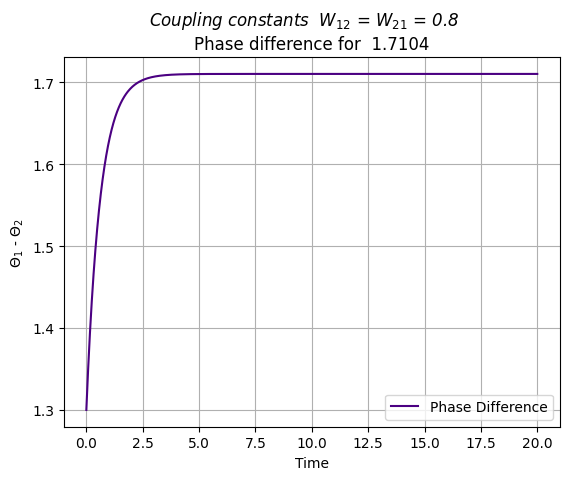 Coupling constants W₁₂ = W₂₁ = 0.8
Phase difference for 1.7104
1.7
1.6
1.5
1.4
1.3
Θ₁ - Θ₂
0.0 2.5 5.0 7.5 10.0 12.5 15.0 17.5 20.0
Time
Phase Difference